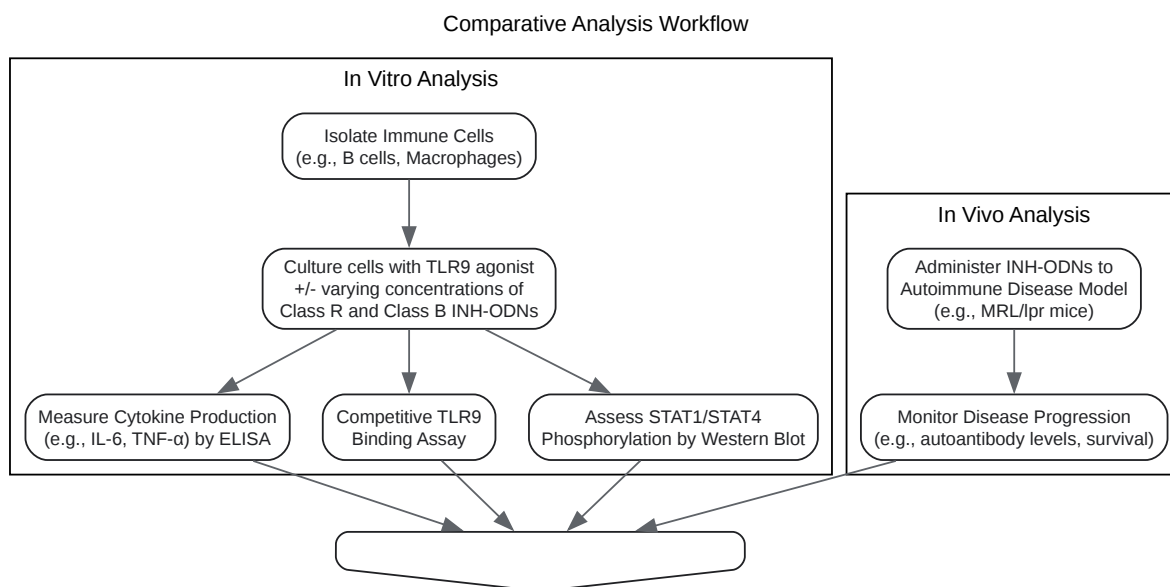 Comparative Analysis Workflow
In Vitro Analysis
Isolate Immune Cells
(e.g., B cells, Macrophages)
Culture cells with TLR9 agonist
+/- varying concentrations of
Class R and Class B INH-ODNs
Measure Cytokine Production
(e.g., IL-6, TNF-α) by ELISA
Competitive TLR9
Binding Assay
Assess STAT1/STAT4
Phosphorylation by Western Blot
In Vivo Analysis
Administer INH-ODNs to
Autoimmune Disease Model
(e.g., MRL/lpr mice)
Monitor Disease Progression
(e.g., autoantibody levels, survival)